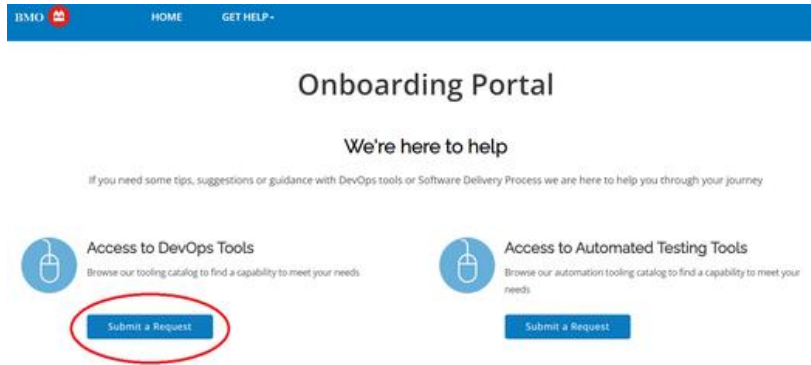 BMO HOME GET HELP
Onboarding Portal
We're here to help
If you need some tips, suggestions or guidance with DevOps tools or Software Delivery Process we are here to help you through your journey
Access to DevOps Tools
Browse our tooling catalog to find a capability to meet your needs
Submit a Request
Access to Automated Testing Tools
Browse our automation tooling catalog to find a capability to meet your
needs
Submit a Request